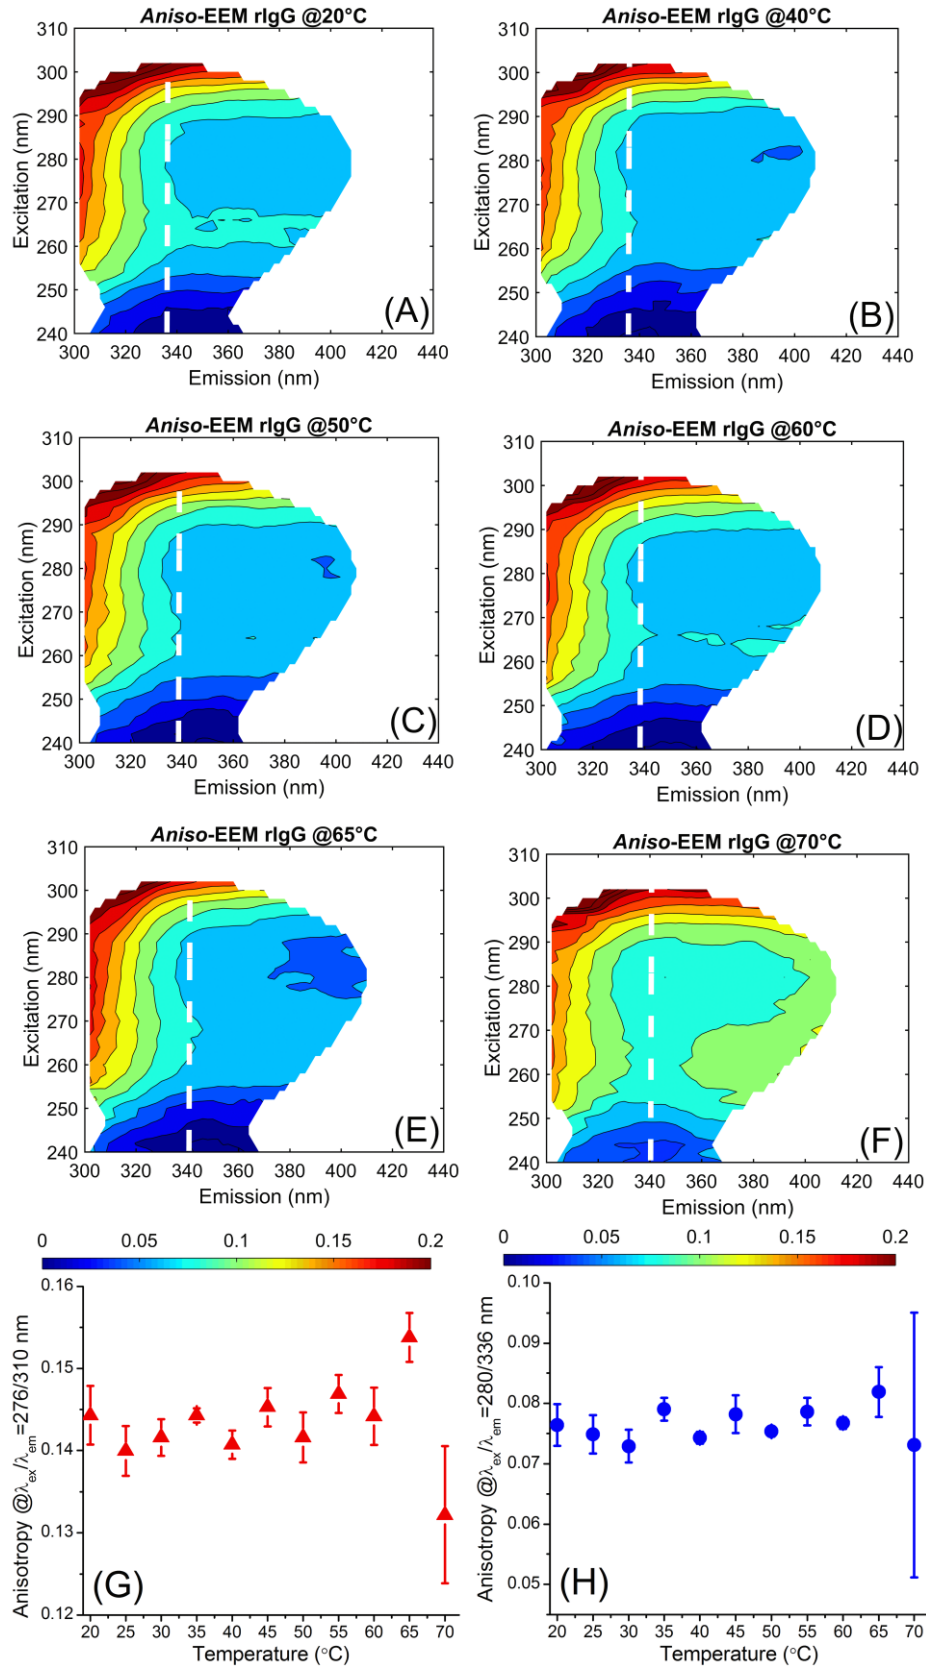 Aniso-EEM rIgG @20°C
310
300
290
280
270
260
250
240
Excitation (nm)
300 320 340 360 380 400 420 440
Emission (nm)
(A)
Aniso-EEM rIgG @40°C
310
300
290
280
270
260
250
240
Excitation (nm)
300 320 340 360 380 400 420 440
Emission (nm)
(B)
Aniso-EEM rIgG @50°C
310
300
290
280
270
260
250
240
Excitation (nm)
300 320 340 360 380 400 420 440
Emission (nm)
(C)
Aniso-EEM rIgG @60°C
310
300
290
280
270
260
250
240
Excitation (nm)
300 320 340 360 380 400 420 440
Emission (nm)
(D)
Aniso-EEM rIgG @65°C
310
300
290
280
270
260
250
240
Excitation (nm)
300 320 340 360 380 400 420 440
Emission (nm)
(E)
Aniso-EEM rIgG @70°C
310
300
290
280
270
260
250
240
Excitation (nm)
300 320 340 360 380 400 420 440
Emission (nm)
(F)
0 0.05 0.1 0.15 0.2
0.16
0.15
0.14
0.13
0.12
Anisotropy @λex/λem=276/310 nm
(G)
20 25 30 35 40 45 50 55 60 65 70
Temperature (°C)
0 0.05 0.1 0.15 0.2
0.10
0.09
0.08
0.07
0.06
0.05
Anisotropy @λex/λem=280/336 nm
(H)
20 25 30 35 40 45 50 55 60 65 70
Temperature (°C)